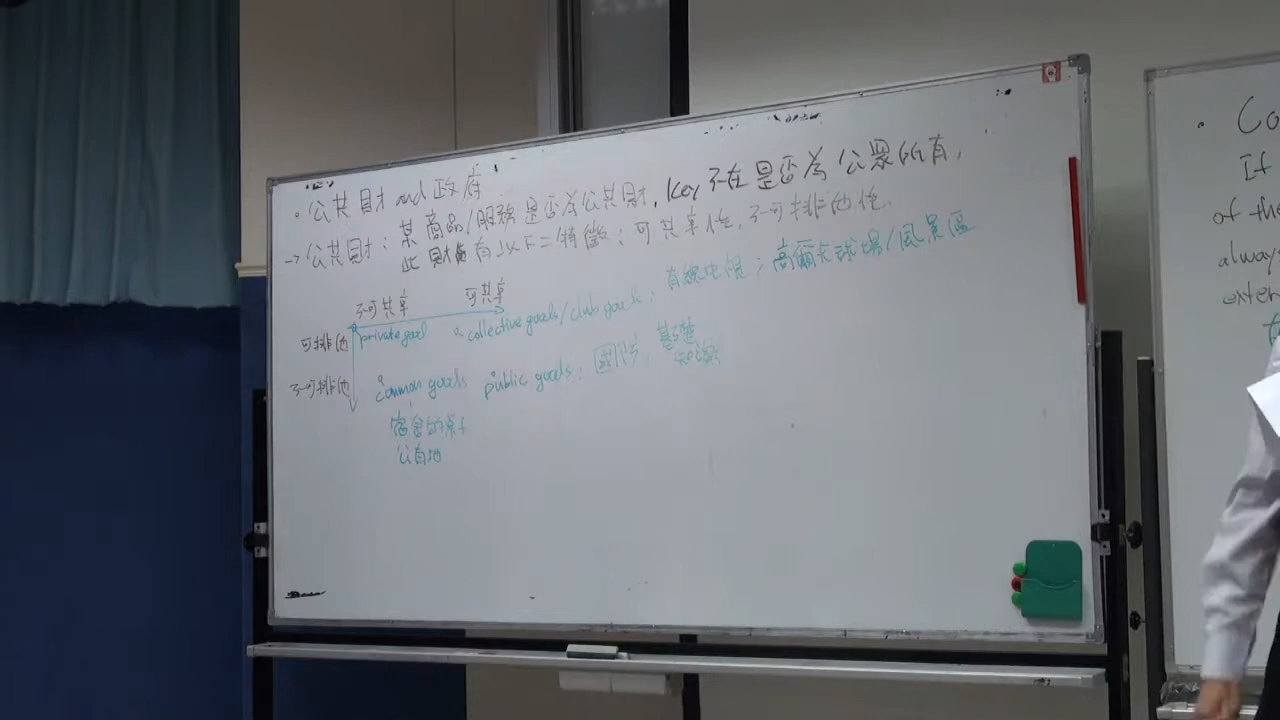 • 公共財 and 政府
→ 公共財：某商品/服務是否為公共財，Key 不在是否為公眾所有，
此財有以下二特徵：可共享性，不可排他性.
不可共享 可共享
可排他 private good 。collective goods/club goods：有線電視；高爾夫球場/風景區
不可排他 common goods public goods：國防，基礎
知識
宿舍的桌子
公有地
• Co
If
of the
always
exter